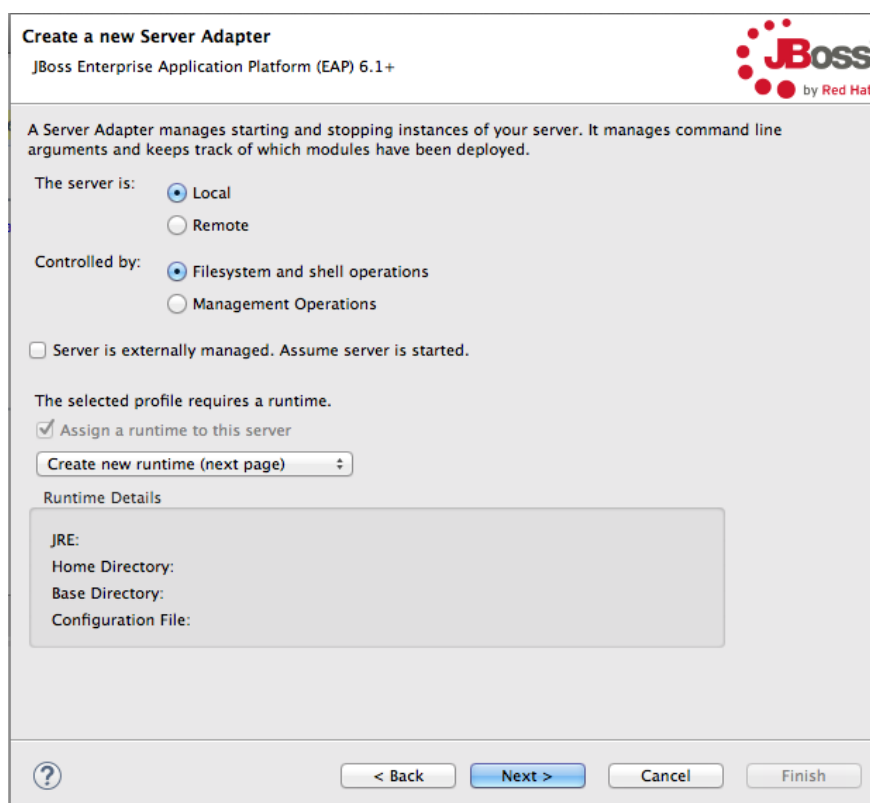 Create a new Server Adapter
JBoss Enterprise Application Platform (EAP) 6.1+
JBoss
by Red Hat
A Server Adapter manages starting and stopping instances of your server. It manages command line
arguments and keeps track of which modules have been deployed.
The server is:
Local
Remote
Controlled by:
Filesystem and shell operations
Management Operations
Server is externally managed. Assume server is started.
The selected profile requires a runtime.
Assign a runtime to this server
Create new runtime (next page)
Runtime Details
JRE:
Home Directory:
Base Directory:
Configuration File:
?
< Back
Next >
Cancel
Finish